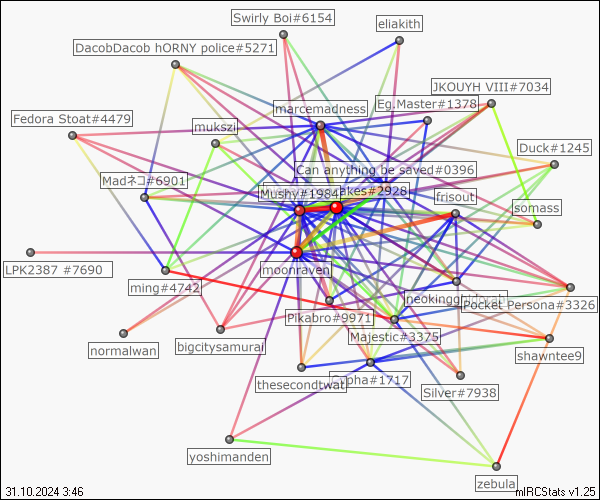 Swirly Boi#6154
eliakith
DacobDacob hORNY police#5271
JKOUYH VIII#7034
marcemadness
Eg.Master#1378
Fedora Stoat#4479
mukszi
Duck#1245
Can anything be saved#0396
Madネコ#6901
Mushy#1984
akes#2928
frisout
somass
LPK2387 #7690
moonraven
ming#4742
Pocket Persona#3326
Pikabro#9971
Majestic#3375
normalwan
bigcitysamurai
shawntee9
thesecondtwat
Cypha#1717
Silver#7938
yoshimanden
zebula
31.10.2024 3:46
mIRCStats v1.25